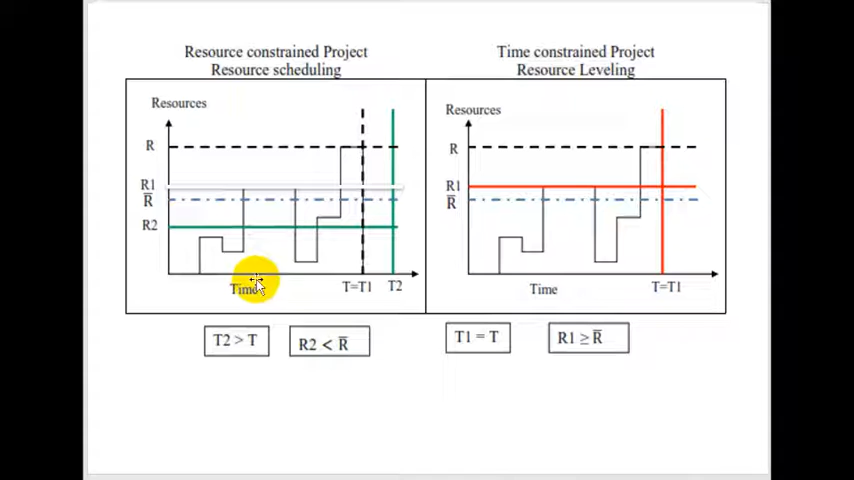 Resource constrained Project
Resource scheduling
Time constrained Project
Resource Leveling
Resources
R
R1
R̅
R2
Time
T=T1
T2
Resources
R
R1
R̅
Time
T=T1
T2 > T
R2 < R̅
T1 = T
R1 ≥ R̅